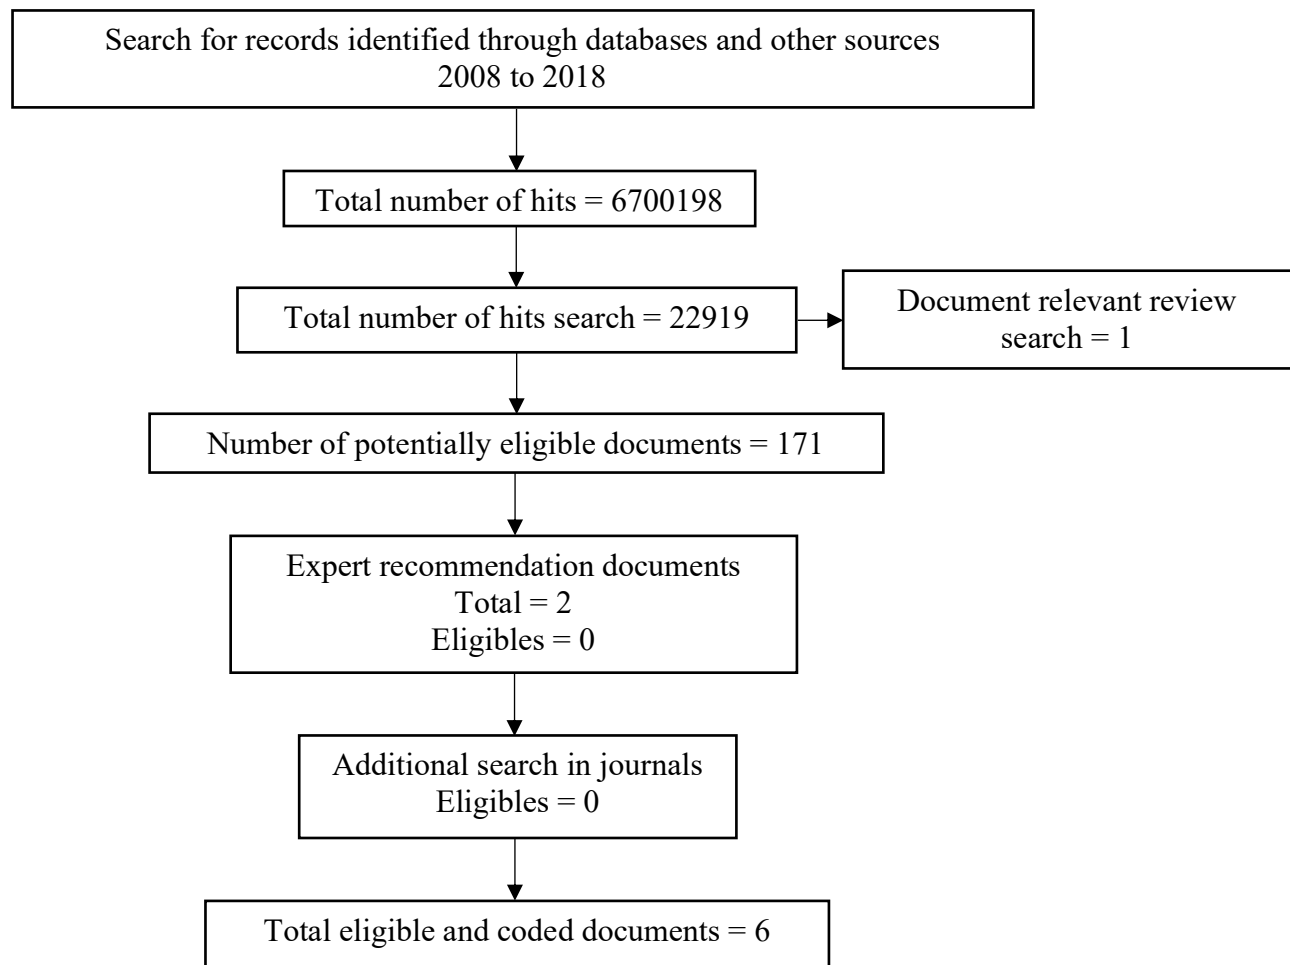 Search for records identified through databases and other sources
2008 to 2018
Total number of hits = 6700198
Total number of hits search = 22919
Document relevant review
search = 1
Number of potentially eligible documents = 171
Expert recommendation documents
Total = 2
Eligibles = 0
Additional search in journals
Eligibles = 0
Total eligible and coded documents = 6